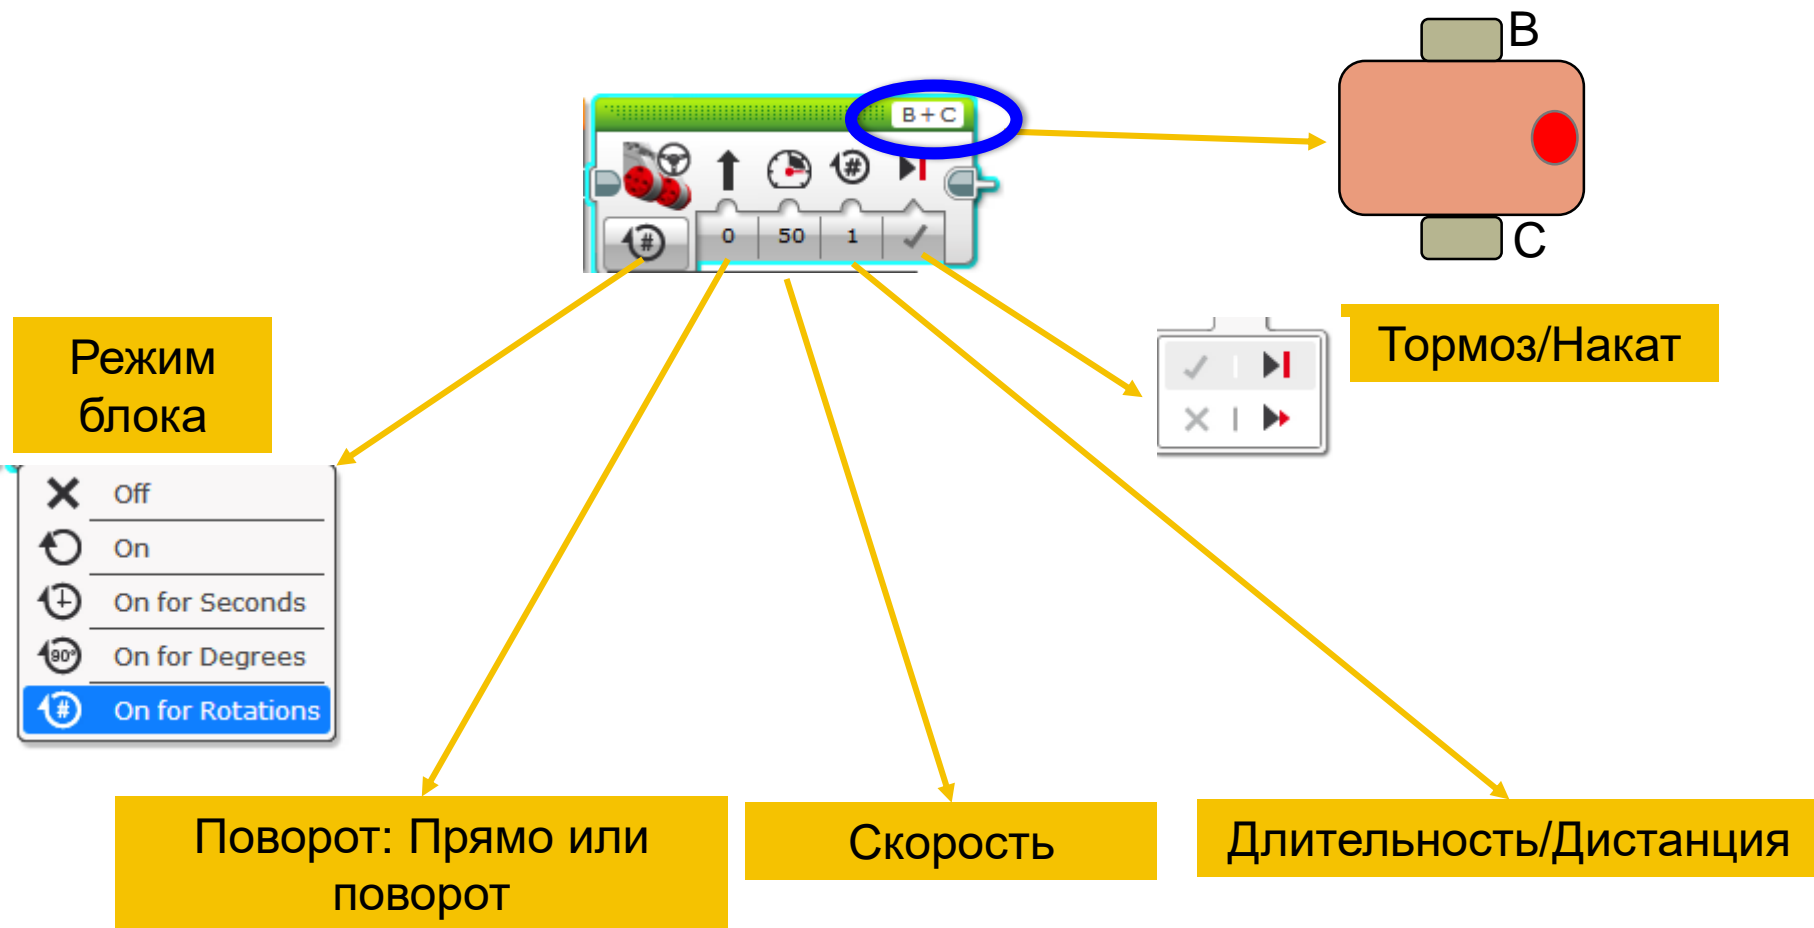 B
B+C
#
#
0
50
1
C
Режим
блока
Тормоз/Накат
Off
On
On for Seconds
90°
On for Degrees
#
On for Rotations
Поворот: Прямо или
поворот
Скорость
Длительность/Дистанция